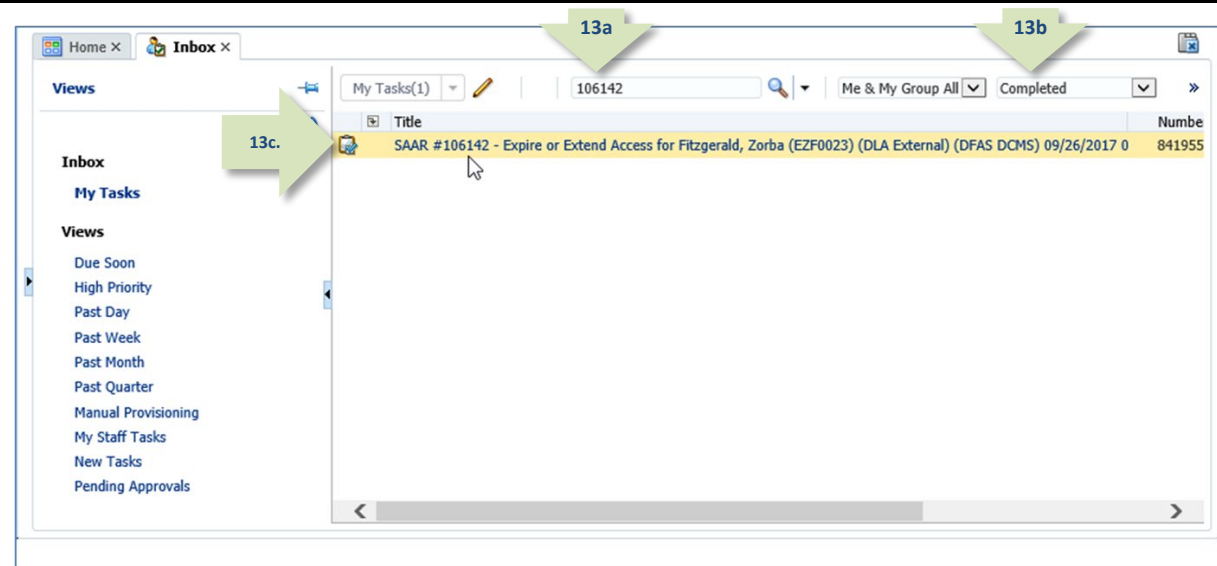 13a
13b
Home ×
Inbox ×
Views
My Tasks(1)
106142
Me & My Group All
Completed
»
13c.
Title
Numbe
SAAR #106142 - Expire or Extend Access for Fitzgerald, Zorba (EZF0023) (DLA External) (DFAS DCMS) 09/26/2017 0
841955
Inbox
My Tasks
Views
Due Soon
High Priority
Past Day
Past Week
Past Month
Past Quarter
Manual Provisioning
My Staff Tasks
New Tasks
Pending Approvals